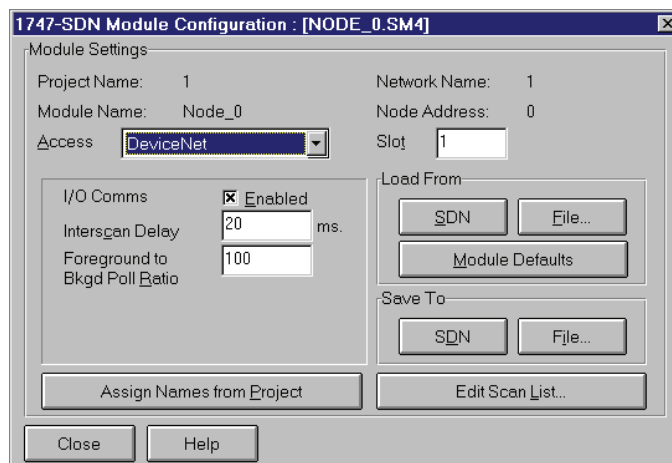 1747-SDN Module Configuration : [NODE_0.SM4]
Module Settings
Project Name: 1
Network Name: 1
Module Name: Node_0
Node Address: 0
Access DeviceNet
Slot 1
I/O Comms Enabled
Interscan Delay 20 ms.
Foreground to
Bkgd Poll Ratio 100
Load From
SDN File...
Module Defaults
Save To
SDN File...
Assign Names from Project
Edit Scan List...
Close Help